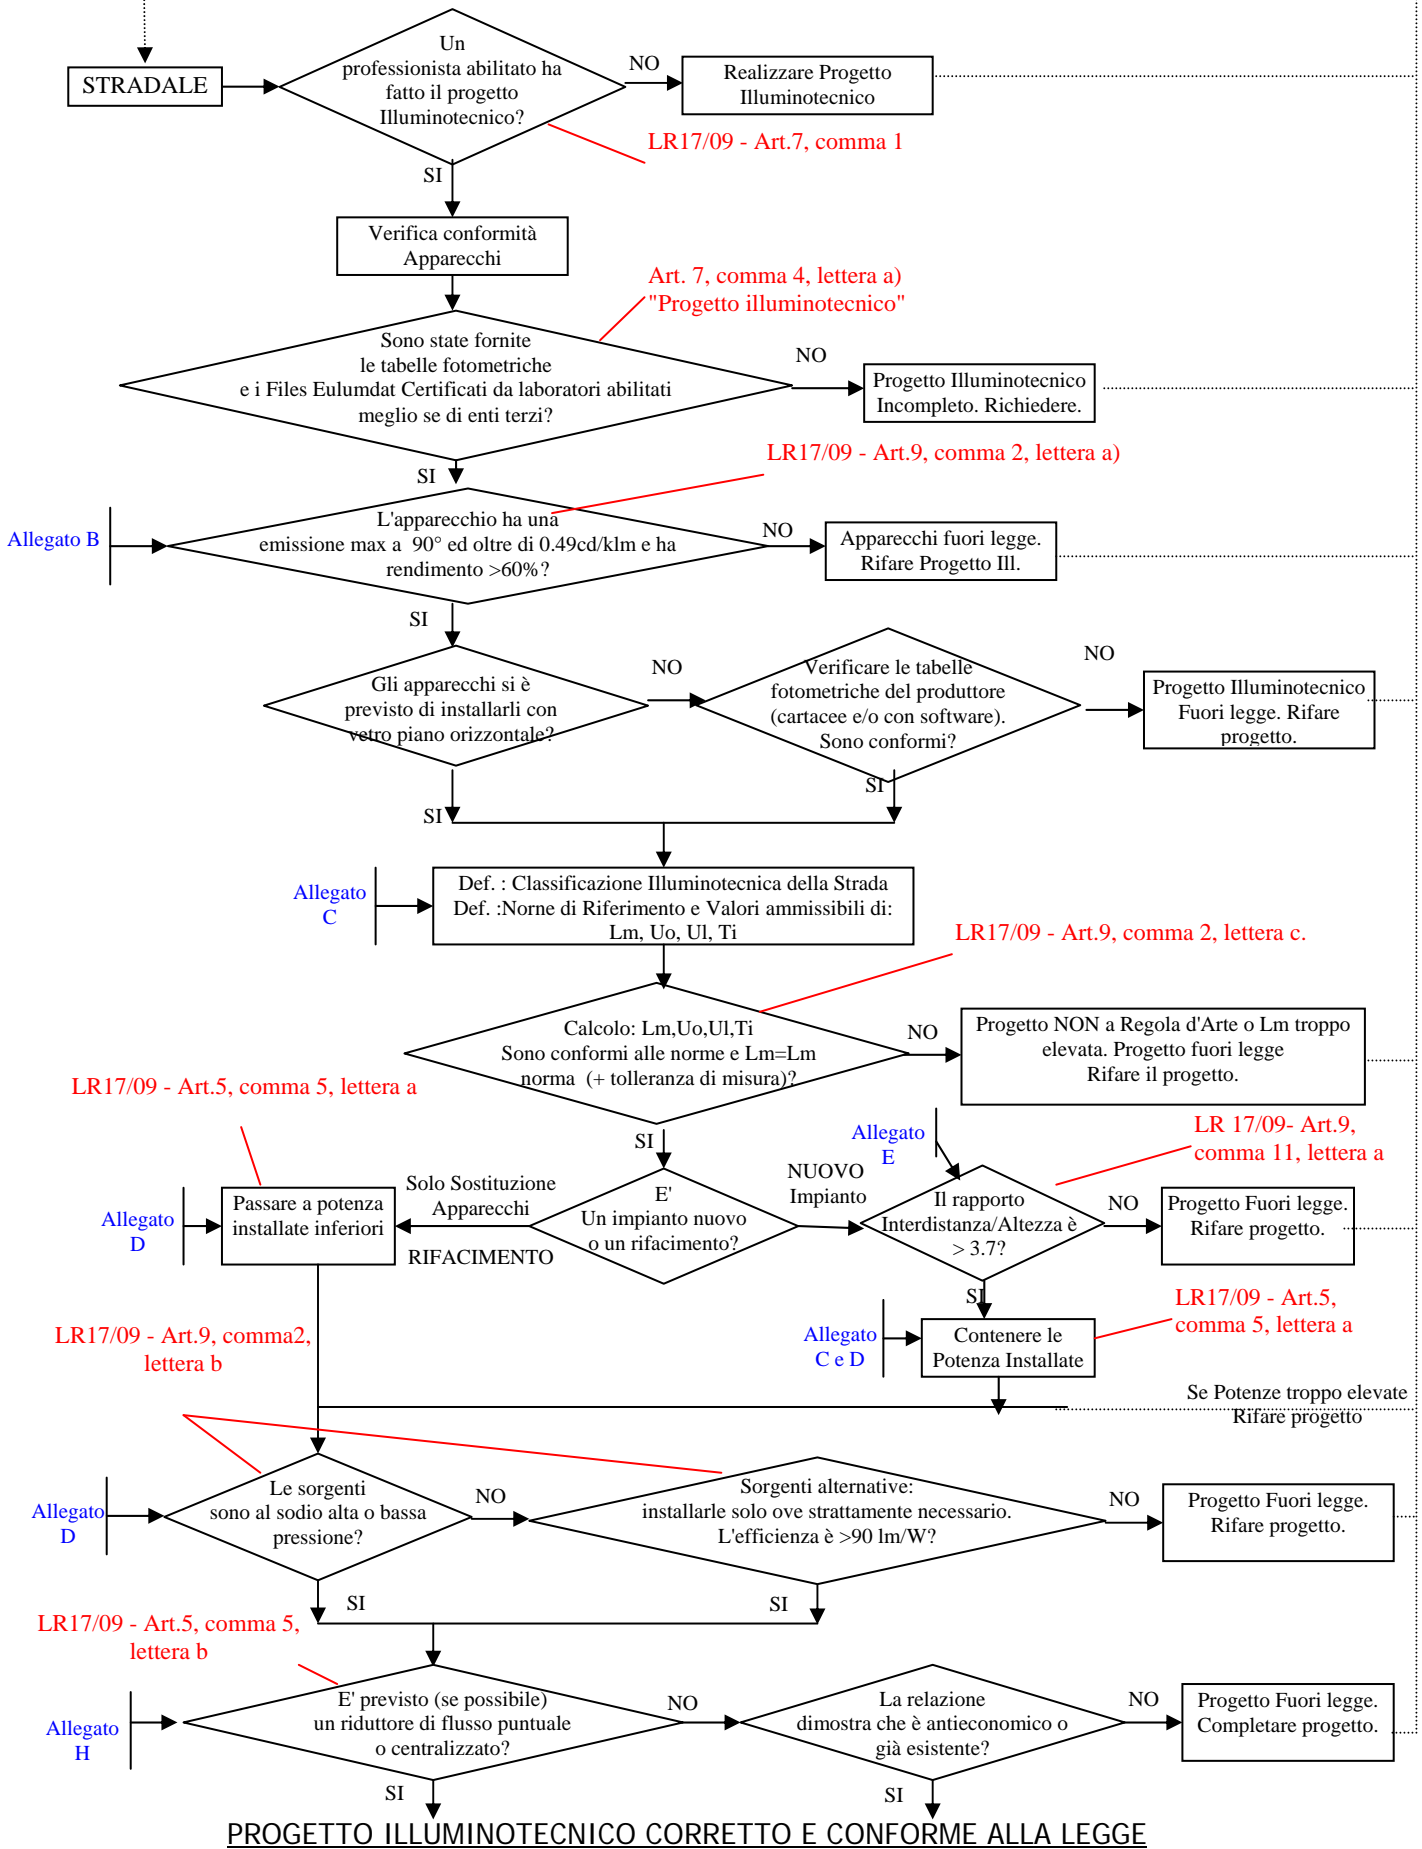 STRADALE
Un
professionista abilitato ha
fatto il progetto
Illuminotecnico?
NO
Realizzare Progetto
Illuminotecnico
LR17/09 - Art.7, comma 1
SI
Verifica conformità
Apparecchi
Art. 7, comma 4, lettera a)
"Progetto illuminotecnico"
Sono state fornite
le tabelle fotometriche
e i Files Eulumdat Certificati da laboratori abilitati
meglio se di enti terzi?
NO
Progetto Illuminotecnico
Incompleto. Richiedere.
LR17/09 - Art.9, comma 2, lettera a)
SI
Allegato B
L'apparecchio ha una
emissione max a 90° ed oltre di 0.49cd/klm e ha
rendimento >60%?
NO
Apparecchi fuori legge.
Rifare Progetto Ill.
SI
Gli apparecchi si è
previsto di installarli con
vetro piano orizzontale?
NO
Verificare le tabelle
fotometriche del produttore
(cartacee e/o con software).
Sono conformi?
NO
Progetto Illuminotecnico
Fuori legge. Rifare
progetto.
SI
SI
Allegato
C
Def. : Classificazione Illuminotecnica della Strada
Def. :Norne di Riferimento e Valori ammissibili di:
Lm, Uo, Ul, Ti
LR17/09 - Art.9, comma 2, lettera c.
Calcolo: Lm,Uo,Ul,Ti
Sono conformi alle norme e Lm=Lm
norma (+ tolleranza di misura)?
NO
Progetto NON a Regola d'Arte o Lm troppo
elevata. Progetto fuori legge
Rifare il progetto.
LR17/09 - Art.5, comma 5, lettera a
SI
Allegato
E
LR 17/09- Art.9,
comma 11, lettera a
Allegato
D
Passare a potenza
installate inferiori
Solo Sostituzione
Apparecchi
RIFACIMENTO
E'
Un impianto nuovo
o un rifacimento?
NUOVO
Impianto
Il rapporto
Interdistanza/Altezza è
> 3.7?
NO
Progetto Fuori legge.
Rifare progetto.
SI
LR17/09 - Art.5,
comma 5, lettera a
LR17/09 - Art.9, comma2,
lettera b
Allegato
C e D
Contenere le
Potenza Installate
Se Potenze troppo elevate
Rifare progetto
Allegato
D
Le sorgenti
sono al sodio alta o bassa
pressione?
NO
Sorgenti alternative:
installarle solo ove strattamente necessario.
L'efficienza è >90 lm/W?
NO
Progetto Fuori legge.
Rifare progetto.
SI
SI
LR17/09 - Art.5, comma 5,
lettera b
Allegato
H
E' previsto (se possibile)
un riduttore di flusso puntuale
o centralizzato?
NO
La relazione
dimostra che è antieconomico o
già esistente?
NO
Progetto Fuori legge.
Completare progetto.
SI
SI
PROGETTO ILLUMINOTECNICO CORRETTO E CONFORME ALLA LEGGE